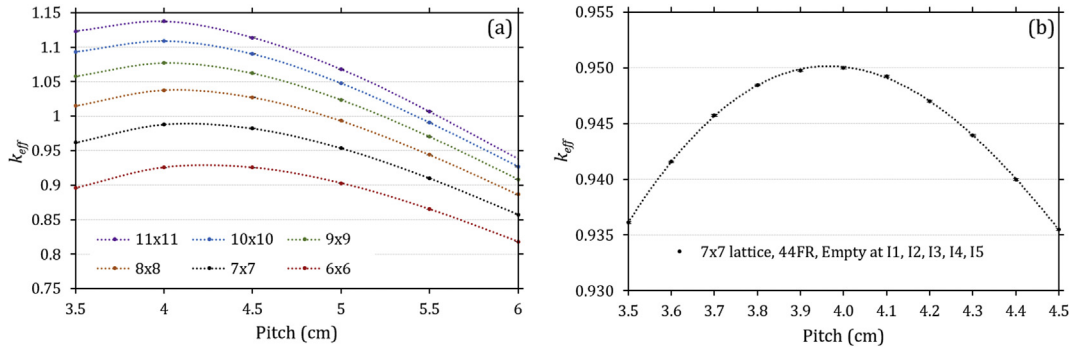 (a)
1.15
1.1
1.05
1
0.95
0.9
0.85
0.8
0.75
k_eff
11x11 10x10 9x9
8x8 7x7 6x6
3.5 4 4.5 5 5.5 6
Pitch (cm)
(b)
0.955
0.950
0.945
0.940
0.935
0.930
k_eff
7x7 lattice, 44FR, Empty at I1, I2, I3, I4, I5
3.5 3.6 3.7 3.8 3.9 4.0 4.1 4.2 4.3 4.4 4.5
Pitch (cm)